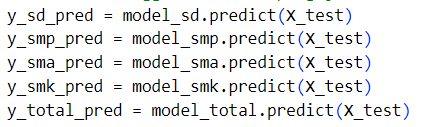 y_sd_pred = model_sd.predict(X_test)
y_smp_pred = model_smp.predict(X_test)
y_sma_pred = model_sma.predict(X_test)
y_smk_pred = model_smk.predict(X_test)
y_total_pred = model_total.predict(X_test)